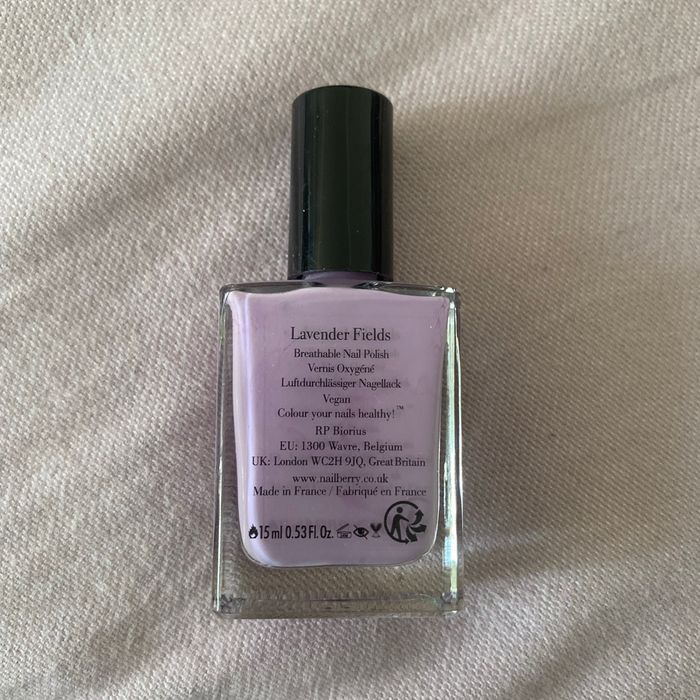 Lavender Fields
Breathable Nail Polish
Vernis Oxygéné
Luftdurchlässiger Nagellack
Vegan
Colour your nails healthy!™
RP Biorius
EU: 1300 Wavre, Belgium
UK: London WC2H 9JQ, Great Britain
www.nailberry.co.uk
Made in France / Fabriqué en France
15 ml 0.53 Fl. Oz.